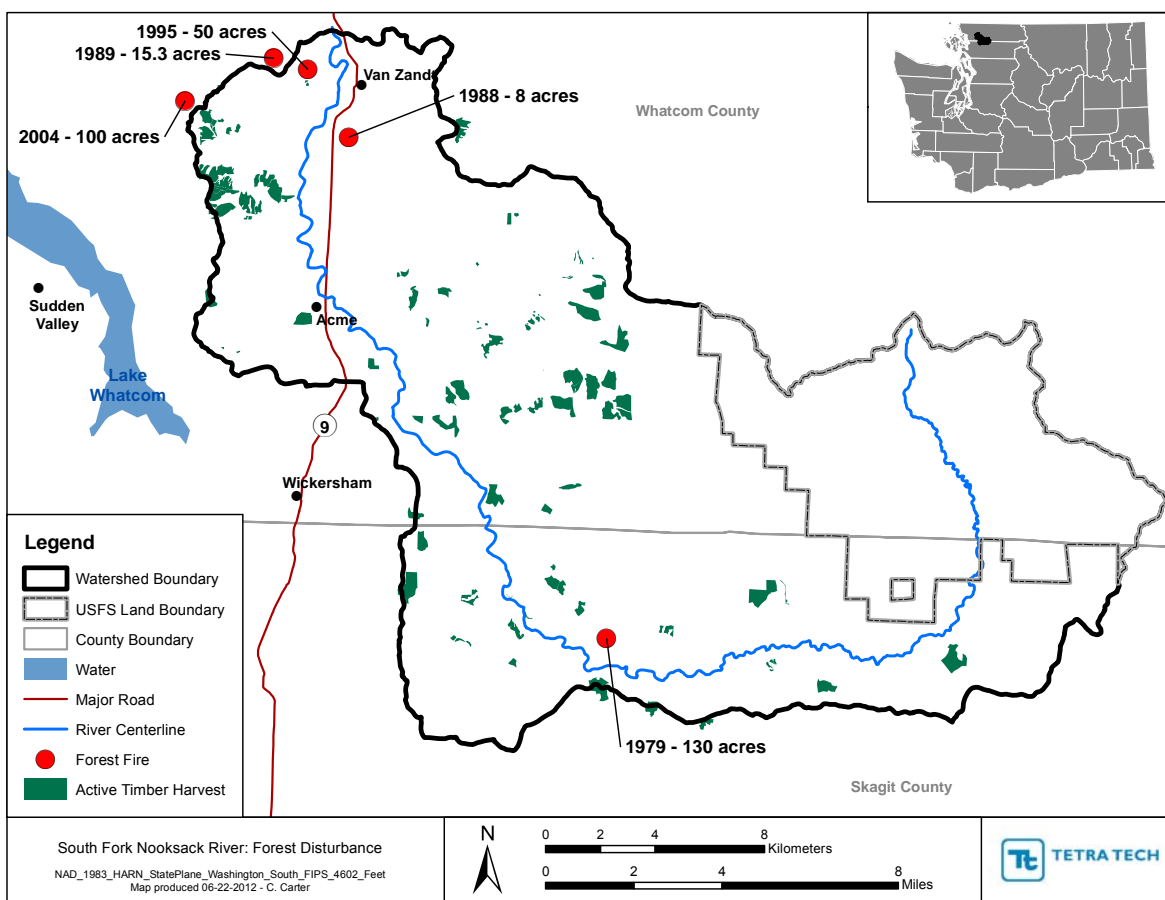 1995 - 50 acres
1989 - 15.3 acres
Van Zand
1988 - 8 acres
Whatcom County
2004 - 100 acres
Sudden
Valley
Acme
Lake
Whatcom
9
Wickersham
Legend
Watershed Boundary
USFS Land Boundary
County Boundary
Water
Major Road
River Centerline
Forest Fire
Active Timber Harvest
1979 - 130 acres
Skagit County
South Fork Nooksack River: Forest Disturbance
NAD_1983_HARN_StatePlane_Washington_South_FIPS_4602_Feet
Map produced 06-22-2012 - C. Carter
N
0 2 4 8
Kilometers
0 2 4 8
Miles
Tt TETRA TECH